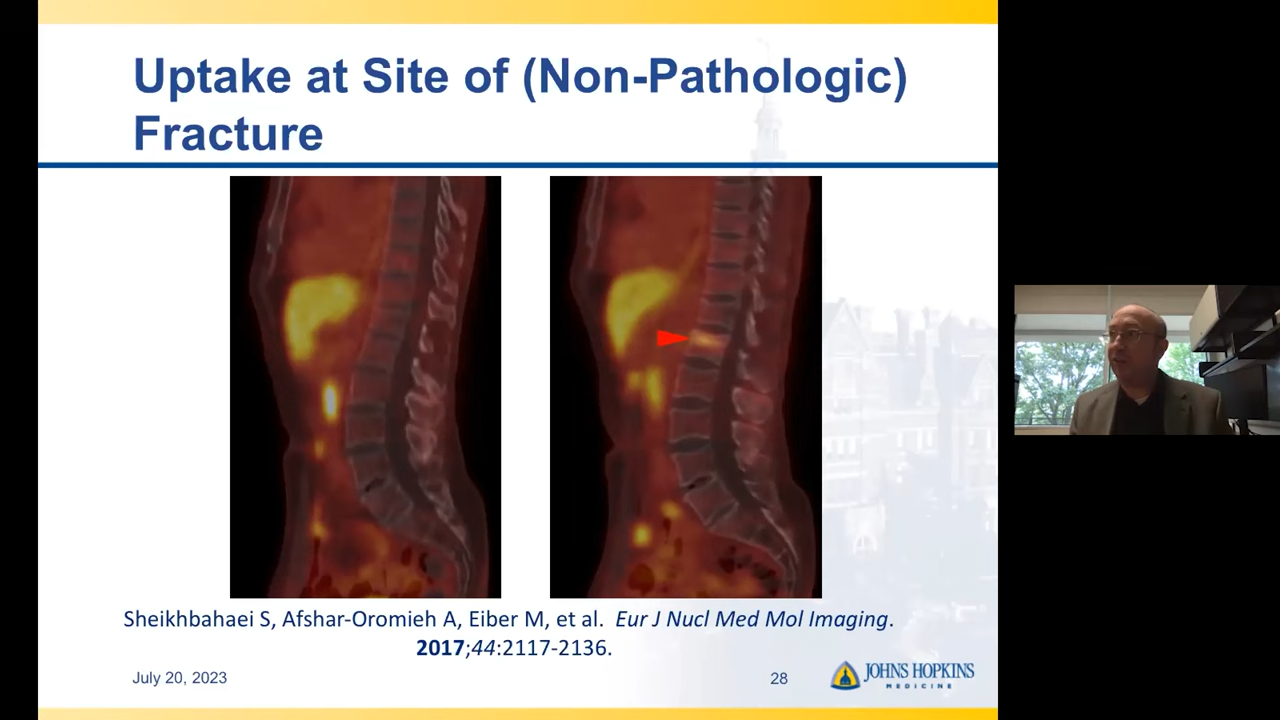 Uptake at Site of (Non-Pathologic)
Fracture
Sheikhbahaei S, Afshar-Oromieh A, Eiber M, et al.  Eur J Nucl Med Mol Imaging.
2017;44:2117-2136.
July 20, 2023
28
JOHNS HOPKINS
MEDICINE